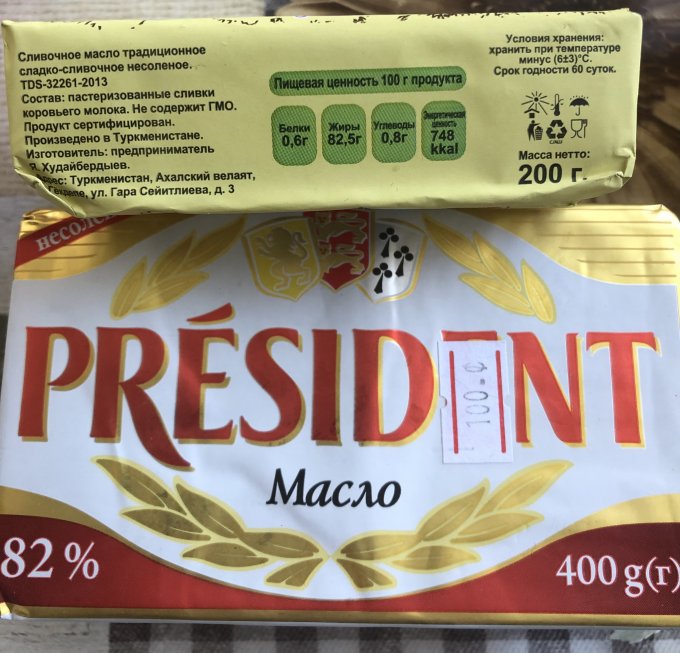 Сливочное масло традиционное
сладко-сливочное несоленое.
TDS-32261-2013
Состав: пастеризованные сливки
коровьего молока. Не содержит ГМО.
Продукт сертифицирован.
Произведено в Туркменистане.
Изготовитель: предприниматель
Я. Худайбердыев.
Туркменистан, Ахалский велаят,
ул. Гара Сейитлиева, д. 3
Пищевая ценность 100 г продукта
Белки
0,6г
Жиры
82,5г
Углеводы
0,8г
Энергетическая
ценность
748
kkal
Условия хранения:
хранить при температуре
минус (6±3)°С.
Срок годности 60 суток.
Масса нетто:
200 г.
PRÉSID NT
100.
Масло
82 %
400 g(г)